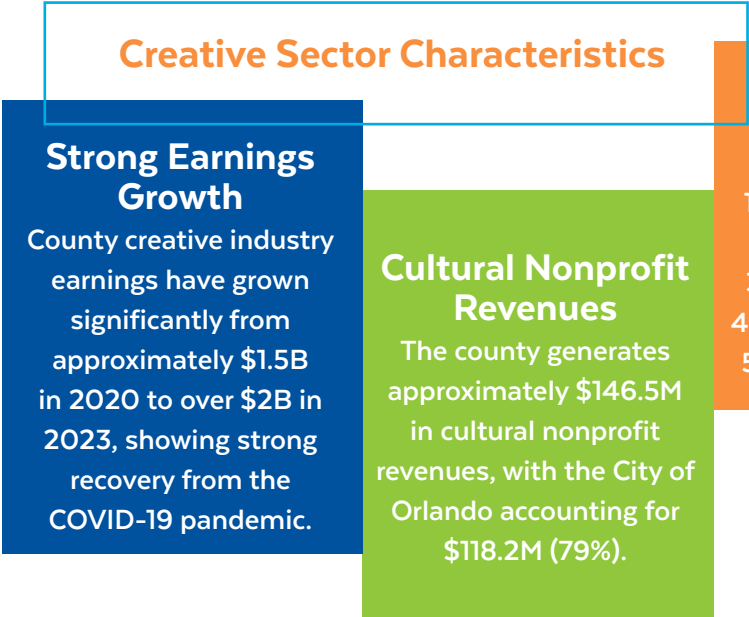 Creative Sector Characteristics
Strong Earnings
Growth
County creative industry
earnings have grown
significantly from
approximately $1.5B
in 2020 to over $2B in
2023, showing strong
recovery from the
COVID-19 pandemic.
Cultural Nonprofit
Revenues
The county generates
approximately $146.5M
in cultural nonprofit
revenues, with the City of
Orlando accounting for
$118.2M (79%).